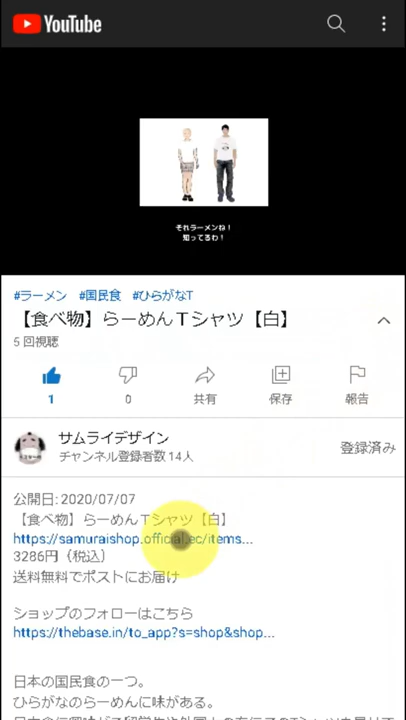 YouTube
それラーメンね！
知ってるわ！
#ラーメン #国民食 #ひらがなT
【食べ物】らーめんＴシャツ【白】
5 回視聴
1
0
共有
保存
報告
サムライデザイン
チャンネル登録者数 14人
登録済み
公開日: 2020/07/07
【食べ物】らーめんＴシャツ【白】
https://samuraishop.official.ec/items...
3286円（税込）
送料無料でポストにお届け
ショップのフォローはこちら
https://thebase.in/to_app?s=shop&shop...
日本の国民食の一つ。
ひらがなのらーめんに味がある。